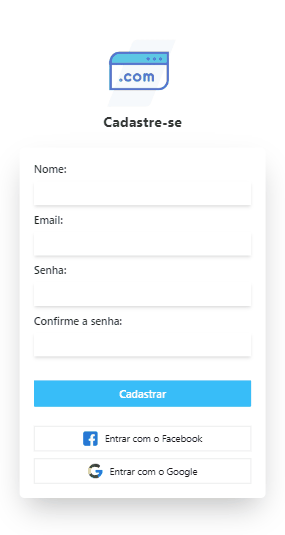 .com
Cadastre-se
Nome:
Email:
Senha:
Confirme a senha:
Cadastrar
Entrar com o Facebook
Entrar com o Google